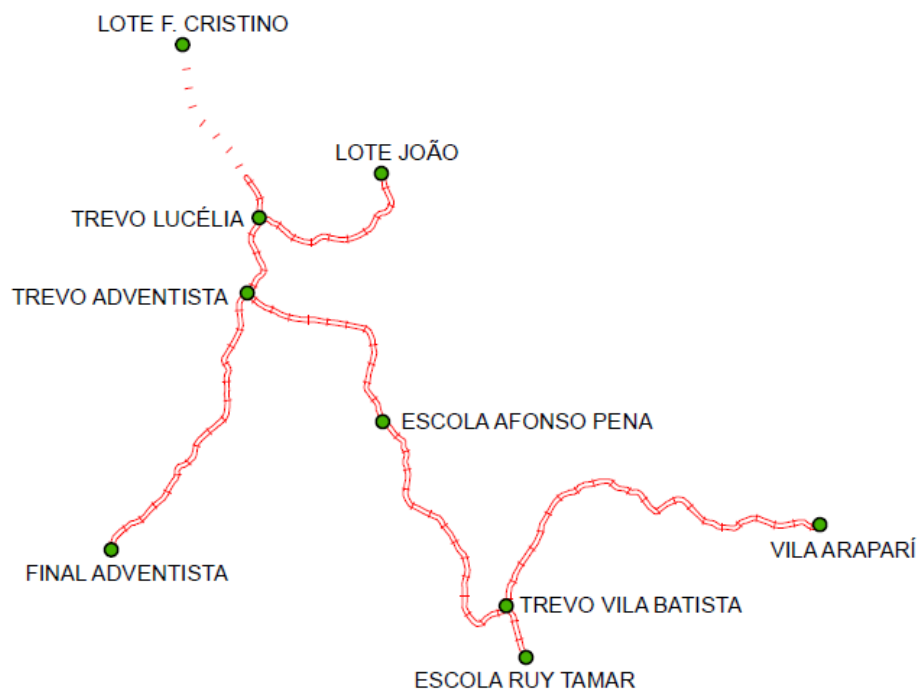 LOTE F. CRISTINO
LOTE JOÃO
TREVO LUCÉLIA
TREVO ADVENTISTA
ESCOLA AFONSO PENA
VILA ARAPARÍ
FINAL ADVENTISTA
TREVO VILA BATISTA
ESCOLA RUY TAMAR